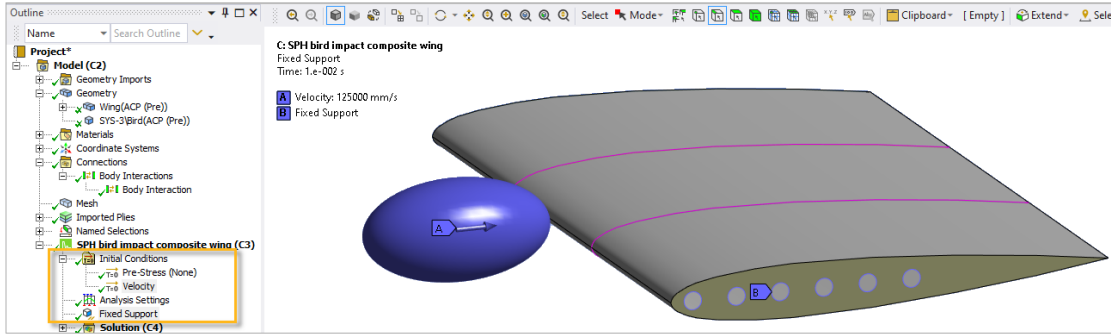 Outline
Name
Search Outline
Select
Mode
Clipboard
[ Empty ]
Extend
Sele
Project*
Model (C2)
Geometry Imports
Geometry
Wing(ACP (Pre))
SYS-3\Bird(ACP (Pre))
Materials
Coordinate Systems
Connections
Body Interactions
Body Interaction
Mesh
Imported Plies
Named Selections
SPH bird impact composite wing (C3)
Initial Conditions
T=0 Pre-Stress (None)
T=0 Velocity
Analysis Settings
Fixed Support
Solution (C4)
C: SPH bird impact composite wing
Fixed Support
Time: 1.e-002 s
A Velocity: 125000 mm/s
B Fixed Support
A
B